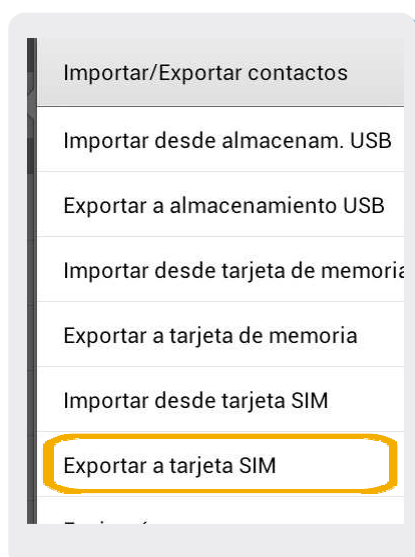 Importar/Exportar contactos
Importar desde almacenam. USB
Exportar a almacenamiento USB
Importar desde tarjeta de memoria
Exportar a tarjeta de memoria
Importar desde tarjeta SIM
Exportar a tarjeta SIM